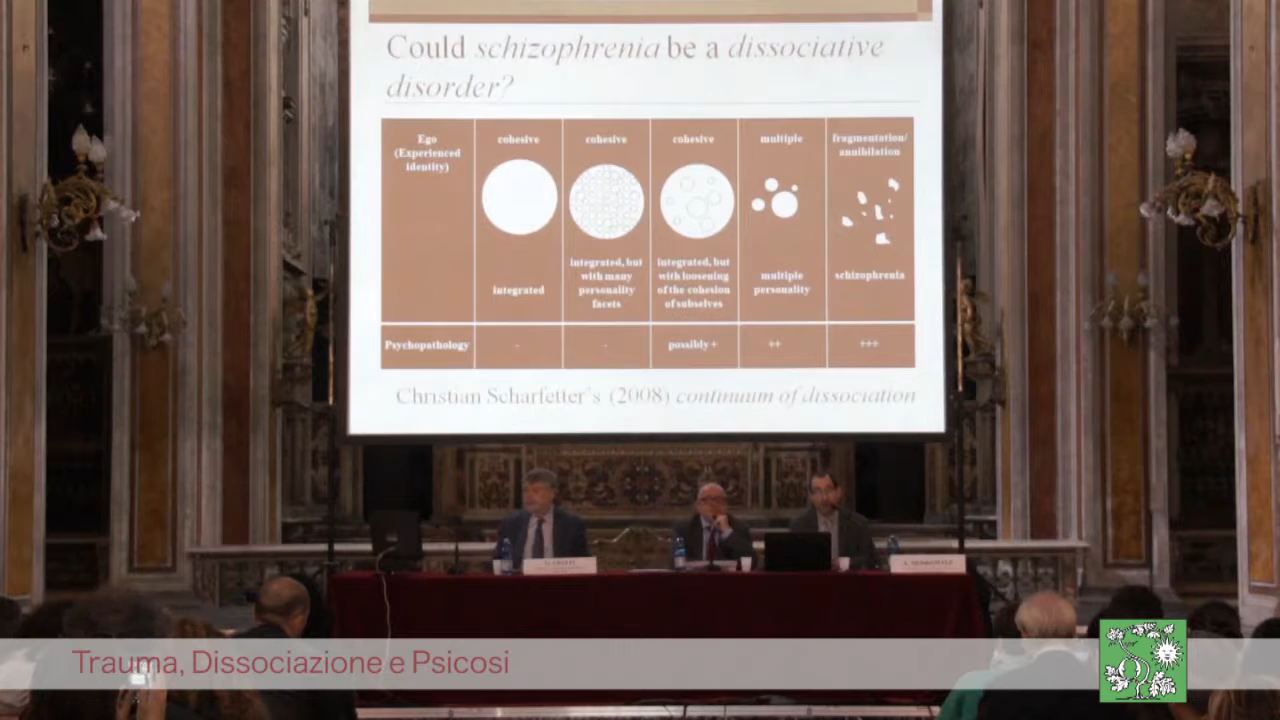 Could schizophrenia be a dissociative
disorder?
Ego
(Experienced
identity)
cohesive
integrated
cohesive
integrated, but
with many
personality
facets
cohesive
integrated, but
with loosening
of the cohesion
of subselves
multiple
multiple
personality
fragmentation/
annihilation
schizophrenia
Psychopathology
-
-
possibly +
++
+++
Christian Scharfetter's (2008) continuum of dissociation
Trauma, Dissociazione e Psicosi